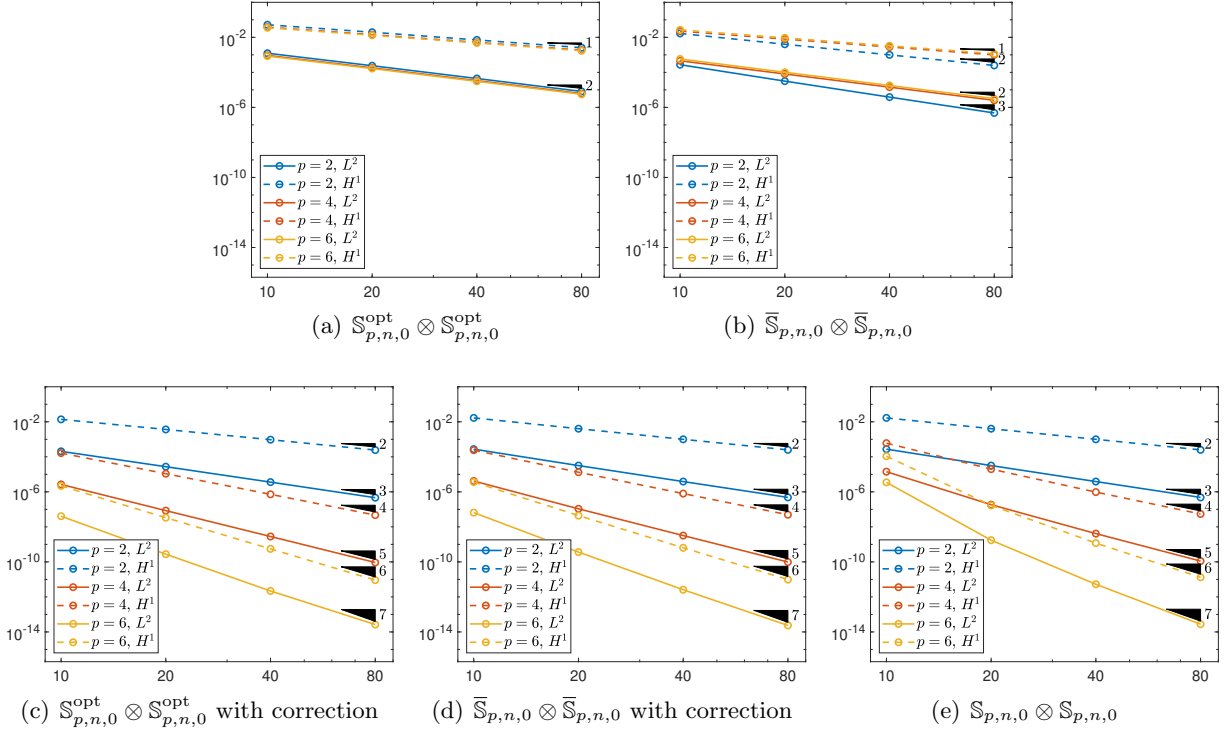 10^{-2}
10^{-6}
10^{-10}
10^{-14}
1
2
p = 2, L^2
p = 2, H^1
p = 4, L^2
p = 4, H^1
p = 6, L^2
p = 6, H^1
10 20 40 80
(a) 𝕊^{opt}_{p,n,0} ⊗ 𝕊^{opt}_{p,n,0}
10^{-2}
10^{-6}
10^{-10}
10^{-14}
1
2
2
3
p = 2, L^2
p = 2, H^1
p = 4, L^2
p = 4, H^1
p = 6, L^2
p = 6, H^1
10 20 40 80
(b) \overline{𝕊}_{p,n,0} ⊗ \overline{𝕊}_{p,n,0}
10^{-2}
10^{-6}
10^{-10}
10^{-14}
2
3
4
5
6
7
p = 2, L^2
p = 2, H^1
p = 4, L^2
p = 4, H^1
p = 6, L^2
p = 6, H^1
10 20 40 80
(c) 𝕊^{opt}_{p,n,0} ⊗ 𝕊^{opt}_{p,n,0} with correction
10^{-2}
10^{-6}
10^{-10}
10^{-14}
2
3
4
5
6
7
p = 2, L^2
p = 2, H^1
p = 4, L^2
p = 4, H^1
p = 6, L^2
p = 6, H^1
10 20 40 80
(d) \overline{𝕊}_{p,n,0} ⊗ \overline{𝕊}_{p,n,0} with correction
10^{-2}
10^{-6}
10^{-10}
10^{-14}
2
3
4
5
6
7
p = 2, L^2
p = 2, H^1
p = 4, L^2
p = 4, H^1
p = 6, L^2
p = 6, H^1
10 20 40 80
(e) 𝕊_{p,n,0} ⊗ 𝕊_{p,n,0}